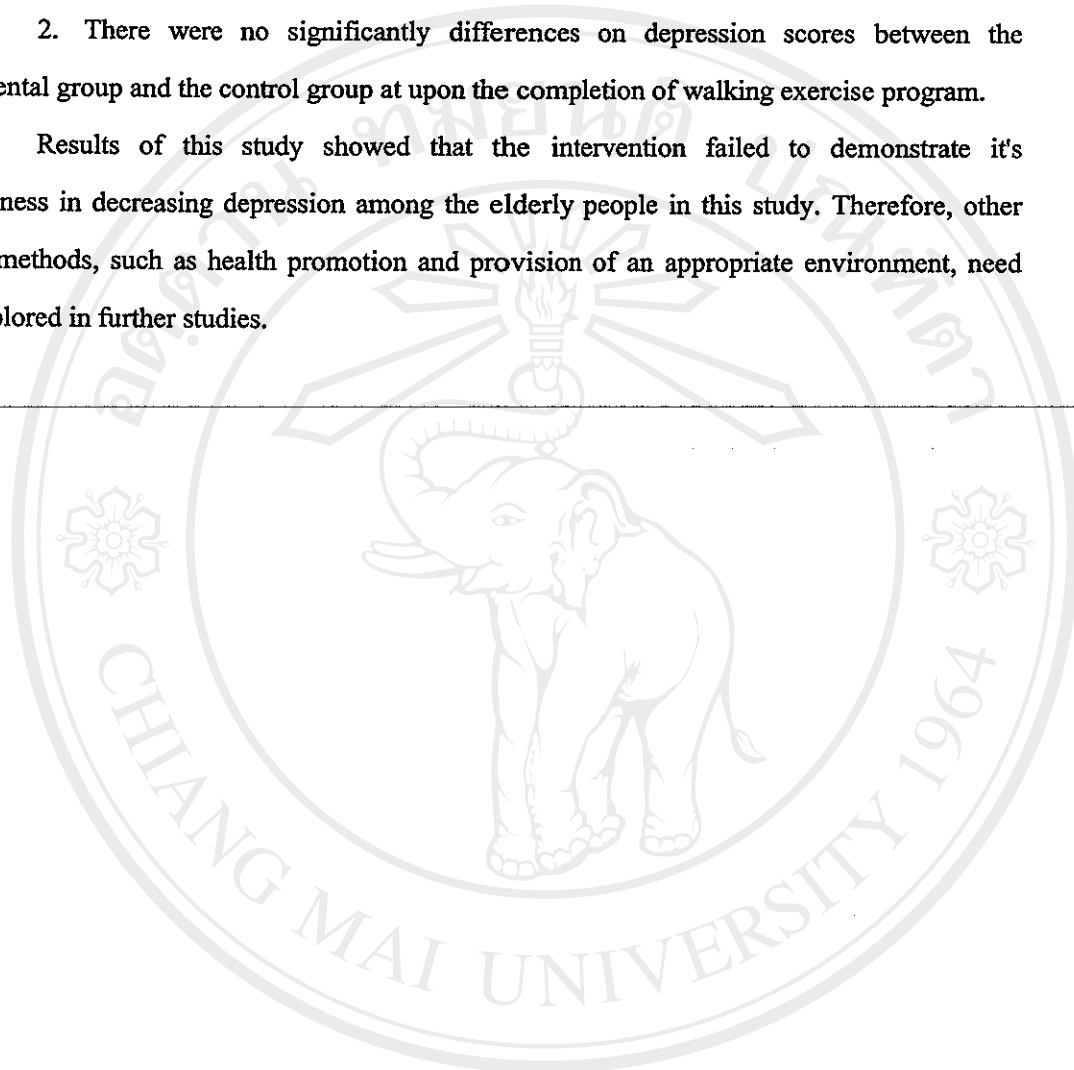 2. There were no significantly differences on depression scores between the
ental group and the control group at upon the completion of walking exercise program.
Results of this study showed that the intervention failed to demonstrate it's
ness in decreasing depression among the elderly people in this study. Therefore, other
methods, such as health promotion and provision of an appropriate environment, need
lored in further studies.
CHIANG MAI UNIVERSITY 1964